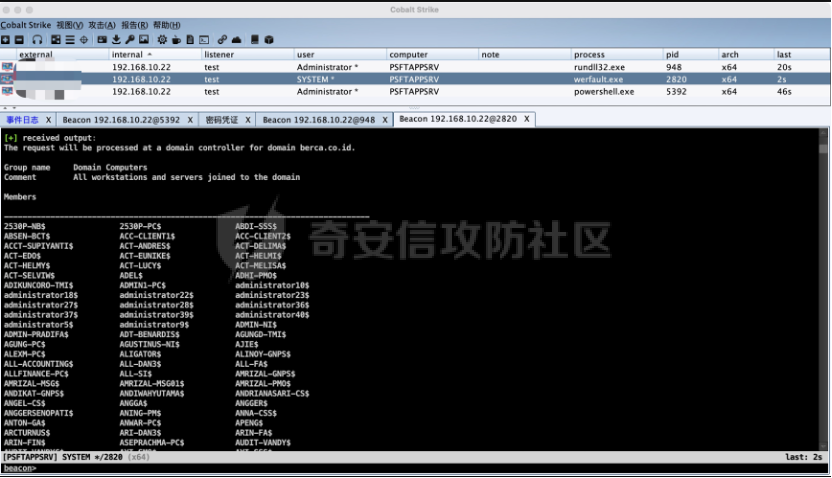 Cobalt Strike
Cobalt Strike 视图(V) 攻击(A) 报告(R) 帮助(H)
external internal listener user computer note process pid arch last
192.168.10.22 test Administrator * PSFTAPPSRV rundll32.exe 948 x64 20s
192.168.10.22 test SYSTEM * PSFTAPPSRV werfault.exe 2820 x64 2s
192.168.10.22 test Administrator * PSFTAPPSRV powershell.exe 5392 x64 46s
事件日志 X Beacon 192.168.10.22@5392 X 密码凭证 X Beacon 192.168.10.22@948 X Beacon 192.168.10.22@2820 X
[+] received output:
The request will be processed at a domain controller for domain berca.co.id.
Group name Domain Computers
Comment All workstations and servers joined to the domain
Members
-------------------------------------------------------------------------------
2530P-NB$ 2530P-PC$ ABDI-SSS$
ABSEN-BCT$ ACC-CLIENT1$ ACC-CLIENT2$
ACCT-SUPIYANTI$ ACT-ANDRES$ ACT-DELIMA$
ACT-EDO$ ACT-EUNIKE$ ACT-HELMI$
ACT-HELMY$ ACT-LUCY$ ACT-MELISA$
ACT-SELVIW$ ADEL$ ADHI-PMO$
ADIKUNCORO-TMI$ ADMIN1-PC$ administrator10$
administrator18$ administrator22$ administrator23$
administrator27$ administrator28$ administrator36$
administrator37$ administrator39$ administrator40$
administrator5$ administrator9$ ADMIN-NI$
ADMIN-PRADIFA$ ADT-BENARDIS$ AGUNGD-TMI$
AGUNG-PC$ AGUSTINUS-NI$ AJIE$
ALEXM-PC$ ALIGATOR$ ALINOY-GNPS$
ALL-ACCOUNTING$ ALL-DAN3$ ALL-FA$
ALLFINANCE-PC$ ALL-SI$ AMRIZAL-GNPS$
AMRIZAL-MSG$ AMRIZAL-MSG01$ AMRIZAL-PMO$
ANDIKAT-GNPS$ ANDIWAHYUTAMA$ ANDRIANASARI-CS$
ANGEL-CS$ ANGGA$ ANGGER$
ANGGERSENOPATI$ ANING-PM$ ANNA-CSS$
ANTON-GA$ ANWAR-PC$ APENG$
ARCTURNUS$ ARI-DAN3$ ARIN-FA$
ARIN-FIN$ ASEPRACHMA-PC$ AUDIT-VANDY$
[PSFTAPPSRV] SYSTEM */2820 (x64) last: 2s
beacon>
奇安信攻防社区